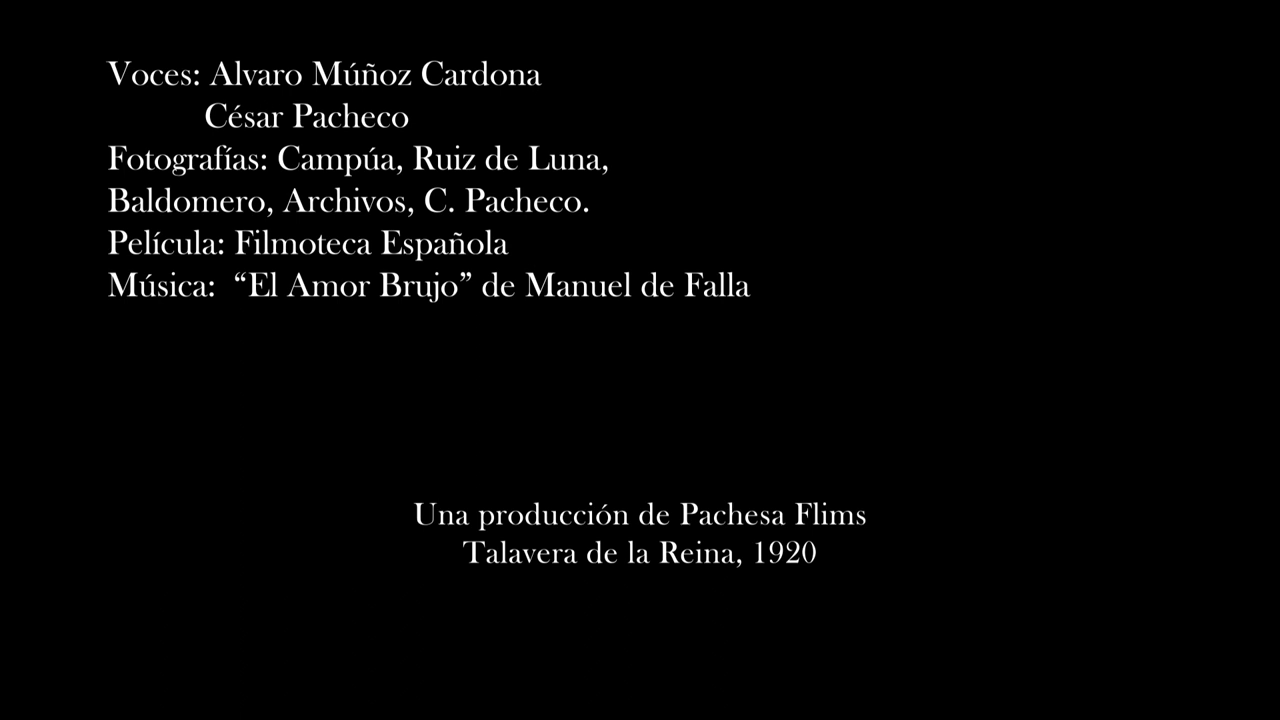 Voces: Alvaro Múñoz Cardona
César Pacheco
Fotografías: Campúa, Ruiz de Luna,
Baldomero, Archivos, C. Pacheco.
Película: Filmoteca Española
Música: “El Amor Brujo” de Manuel de Falla
Una producción de Pachesa Flims
Talavera de la Reina, 1920